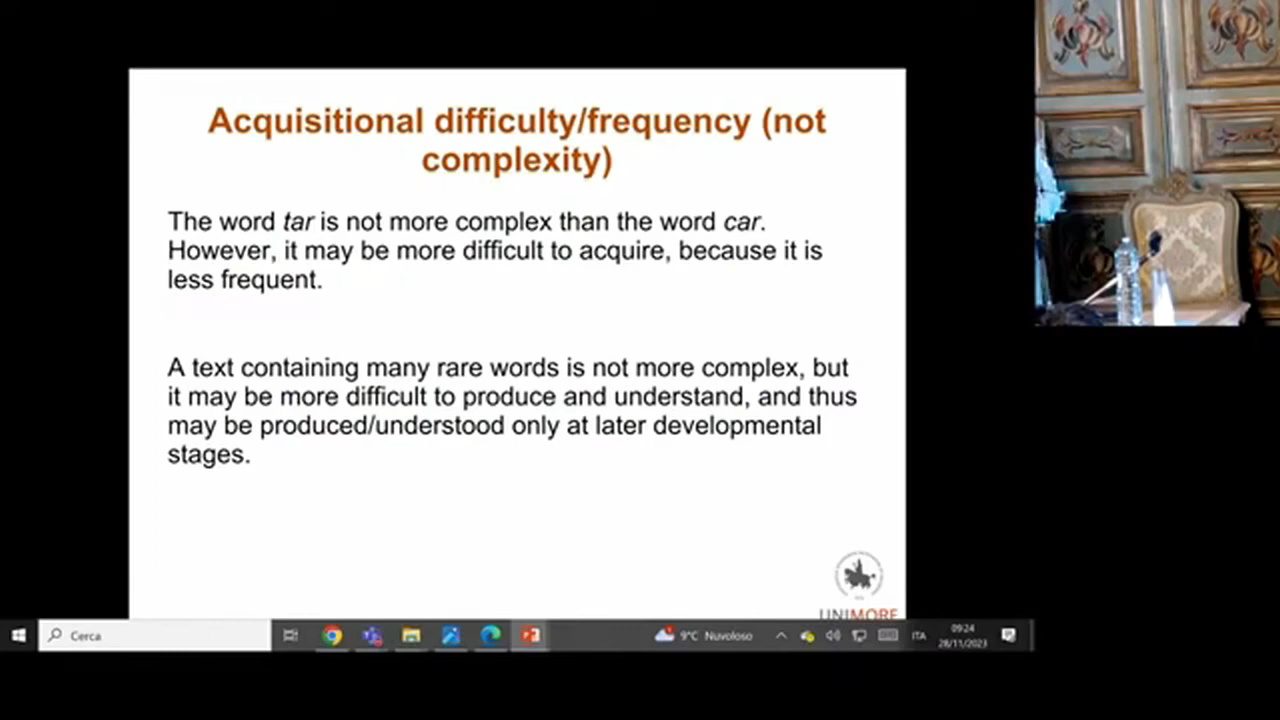 Acquisitional difficulty/frequency (not
complexity)
The word tar is not more complex than the word car.
However, it may be more difficult to acquire, because it is
less frequent.
A text containing many rare words is not more complex, but
it may be more difficult to produce and understand, and thus
may be produced/understood only at later developmental
stages.
UNIMORE
Cerca
9°C Nuvoloso
ITA
09:24
28/11/2023